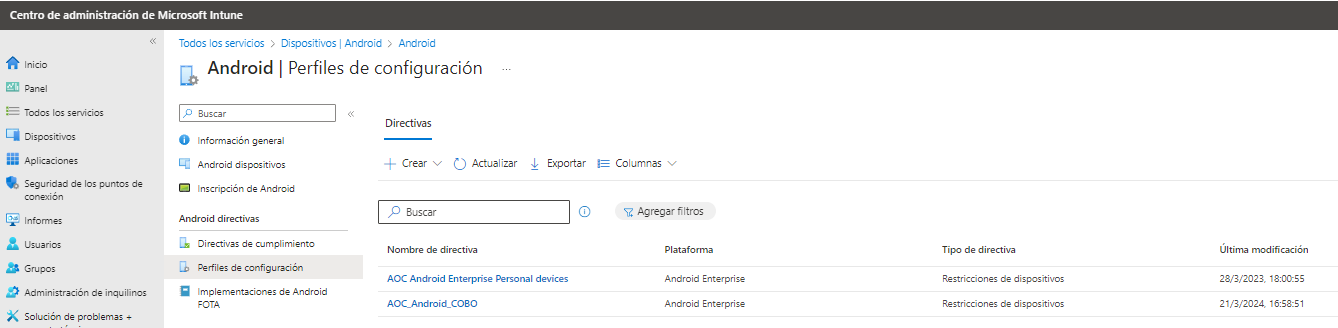 Centro de administración de Microsoft Intune
«
Inicio
Panel
Todos los servicios
Dispositivos
Aplicaciones
Seguridad de los puntos de
conexión
Informes
Usuarios
Grupos
Administración de inquilinos
Solución de problemas +
Todos los servicios > Dispositivos | Android > Android
Android | Perfiles de configuración ...
Buscar «
Información general
Android dispositivos
Inscripción de Android
Android directivas
Directivas de cumplimiento
Perfiles de configuración
Implementaciones de Android
FOTA
Directivas
Crear Actualizar Exportar Columnas
Buscar Agregar filtros
Nombre de directiva Plataforma Tipo de directiva Última modificación
AOC Android Enterprise Personal devices Android Enterprise Restricciones de dispositivos 28/3/2023, 18:00:55
AOC_Android_COBO Android Enterprise Restricciones de dispositivos 21/3/2024, 16:58:51